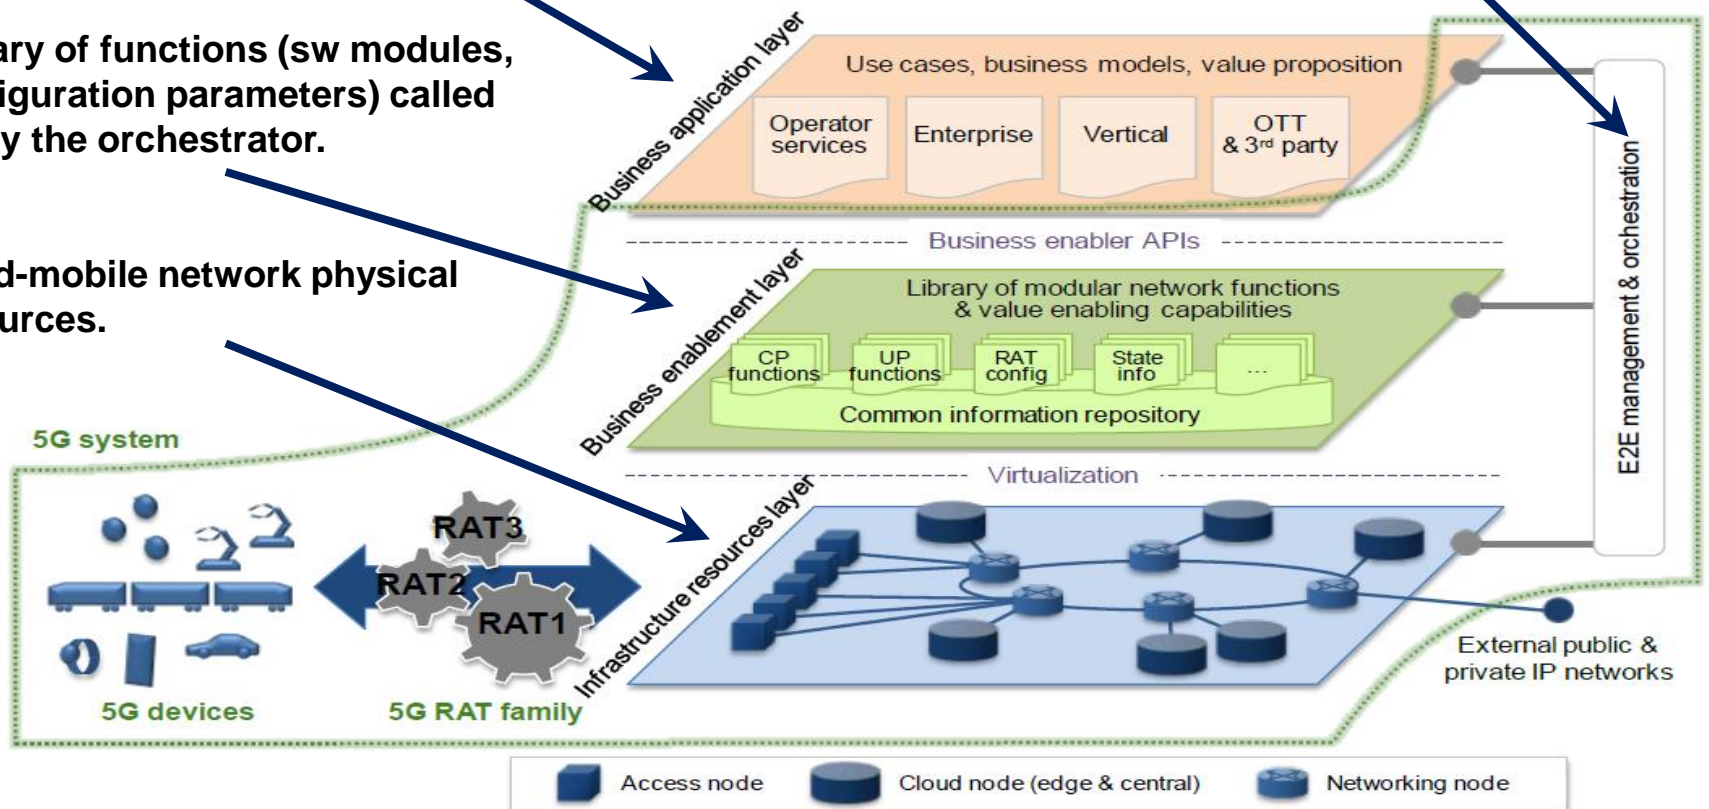 ary of functions (sw modules,
iguration parameters) called
y the orchestrator.
d-mobile network physical
urces.
Business application layer
Use cases, business models, value proposition
Operator
services
Enterprise
Vertical
OTT
& 3rd party
Business enabler APIs
Business enablement layer
Library of modular network functions
& value enabling capabilities
CP
functions
UP
functions
RAT
config
State
info
...
Common information repository
E2E management & orchestration
Virtualization
Infrastructure resources layer
5G system
RAT3
RAT2
RAT1
5G devices
5G RAT family
External public &
private IP networks
Access node
Cloud node (edge & central)
Networking node